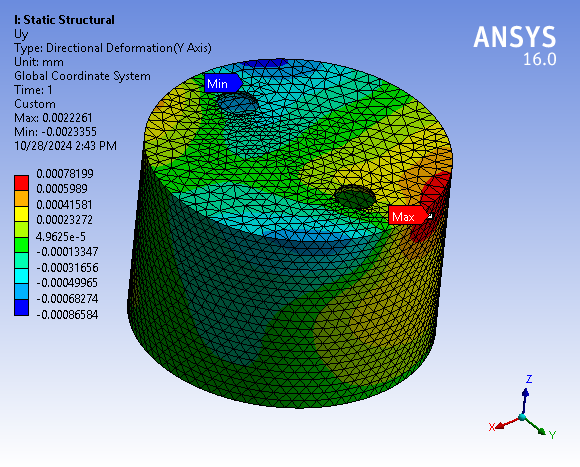 I: Static Structural
Uy
Type: Directional Deformation(Y Axis)
Unit: mm
Global Coordinate System
Time: 1
Custom
Max: 0.0022261
Min: -0.0023355
10/28/2024 2:43 PM
ANSYS
16.0
Min
Max
0.00078199
0.0005989
0.00041581
0.00023272
4.9625e-5
-0.00013347
-0.00031656
-0.00049965
-0.00068274
-0.00086584
Z
X
Y